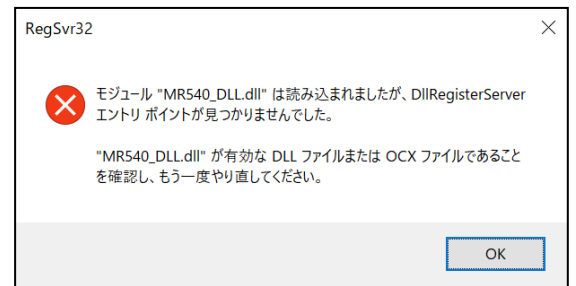 RegSvr32
モジュール "MR540_DLL.dll" は読み込まれましたが、DllRegisterServer
エントリ ポイントが見つかりませんでした。
"MR540_DLL.dll" が有効な DLL ファイルまたは OCX ファイルであること
を確認し、もう一度やり直してください。
OK